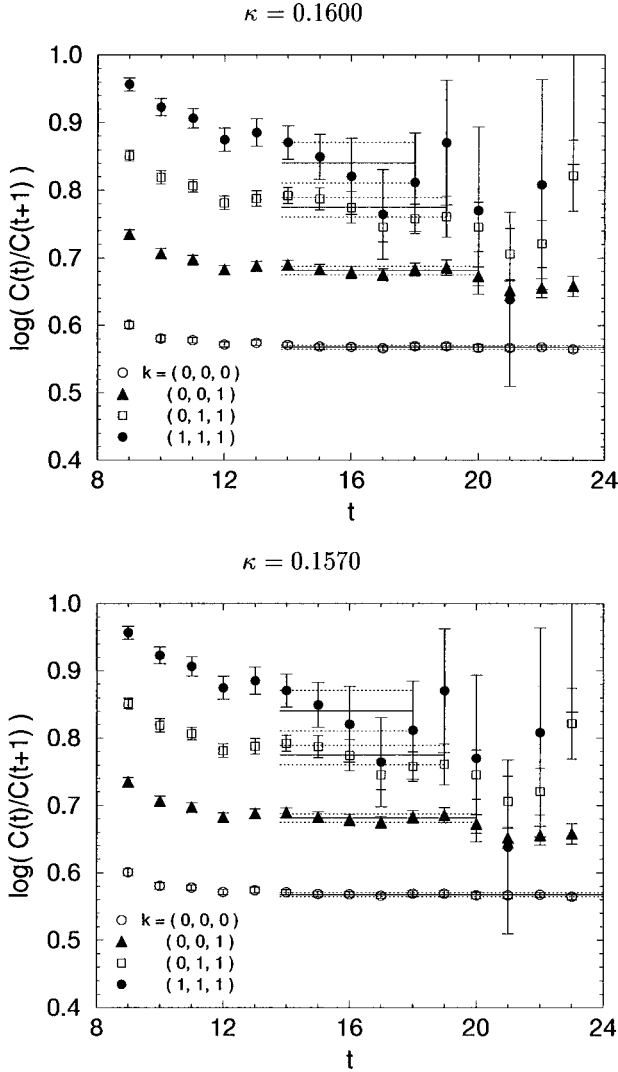 κ = 0.1600
log( C(t)/C(t+1) )
1.0
0.9
0.8
0.7
0.6
0.5
0.4
k = ( 0, 0, 0 )
( 0, 0, 1 )
( 0, 1, 1 )
( 1, 1, 1 )
8 12 16 20 24
t
κ = 0.1570
log( C(t)/C(t+1) )
1.0
0.9
0.8
0.7
0.6
0.5
0.4
k = ( 0, 0, 0 )
( 0, 0, 1 )
( 0, 1, 1 )
( 1, 1, 1 )
8 12 16 20 24
t